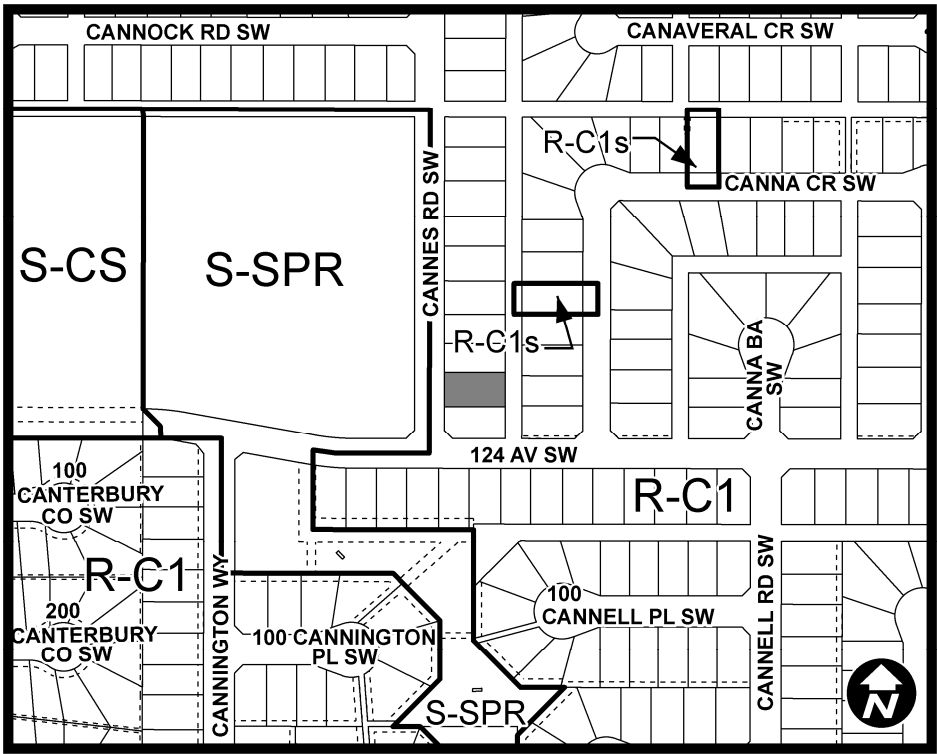 CANNOCK RD SW
CANAVERAL CR SW
R-C1s
CANNA CR SW
CANNES RD SW
S-CS
S-SPR
R-C1s
CANNA BA
SW
124 AV SW
100
CANTERBURY
CO SW
R-C1
R-C1
200
CANTERBURY
CO SW
CANNINGTON WY
100 CANNINGTON
PL SW
100
CANNELL PL SW
CANNELL RD SW
S-SPR
N